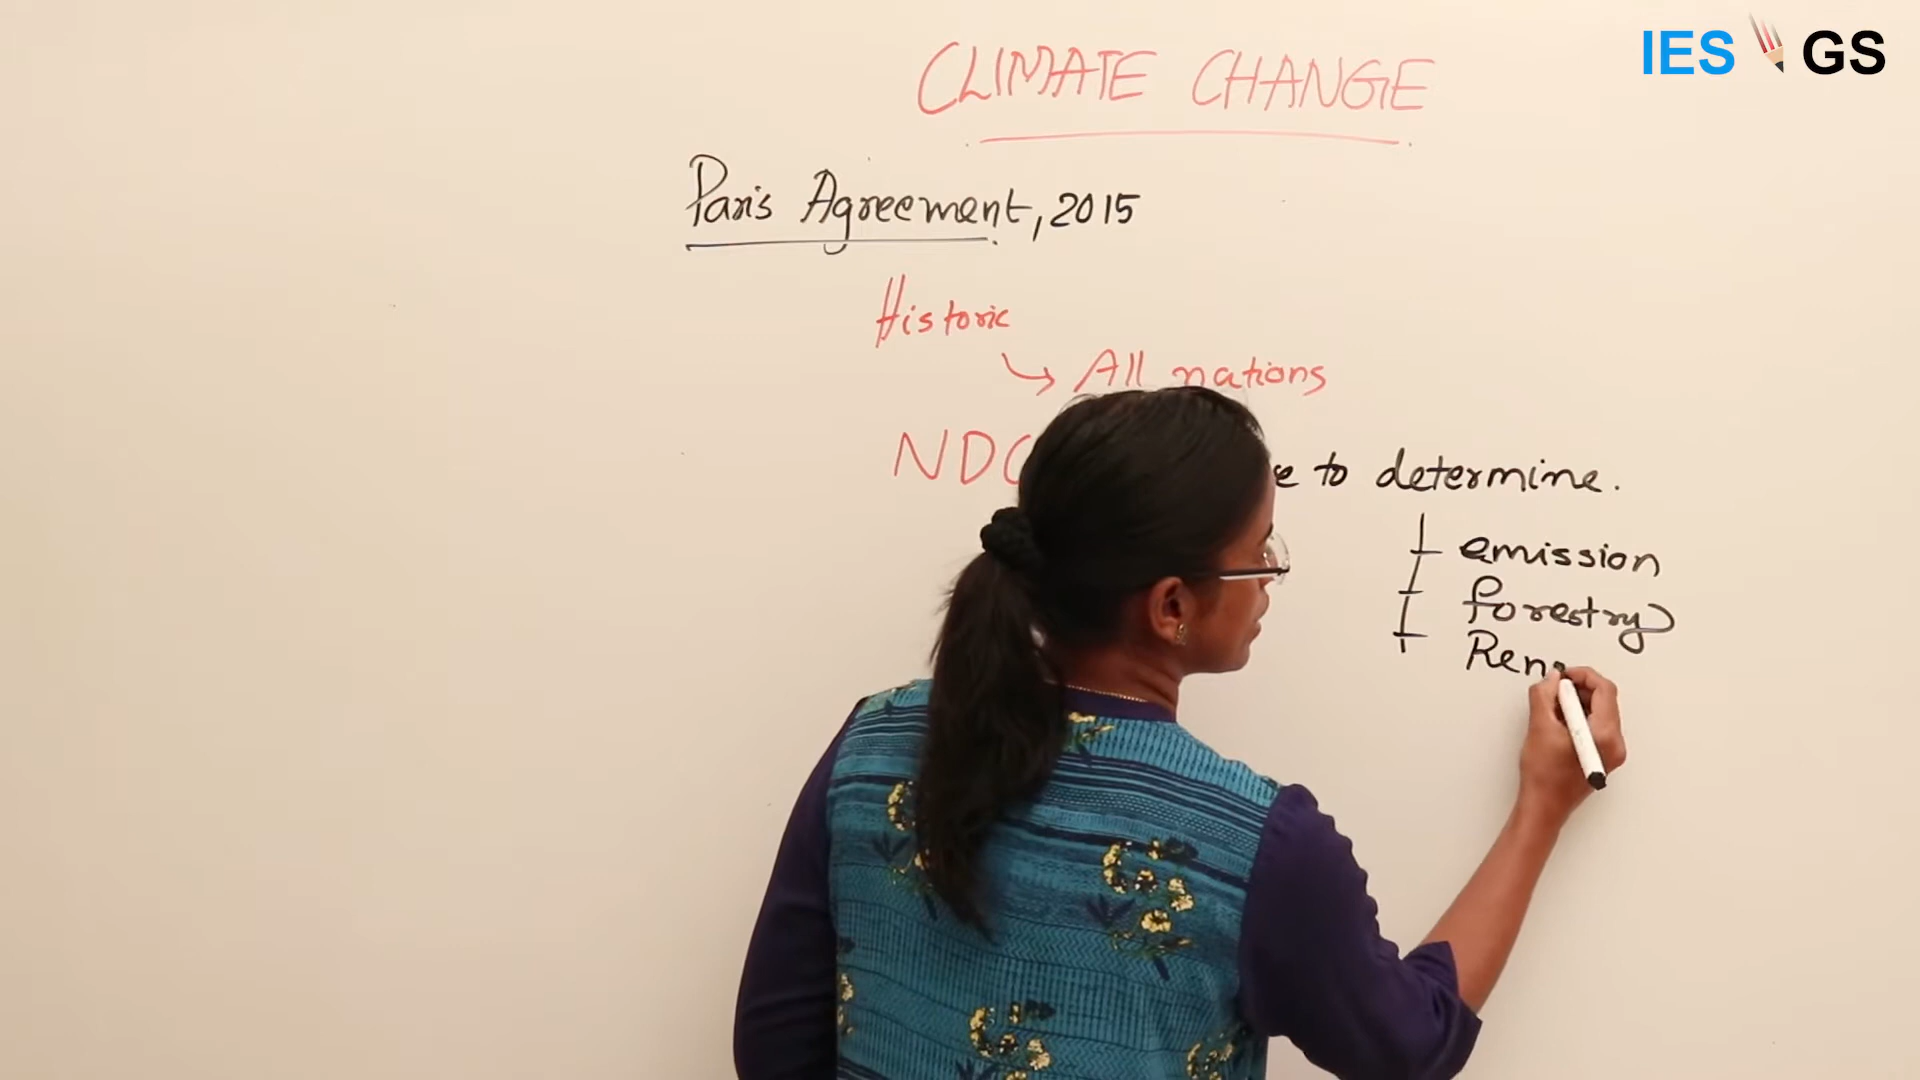 IES GS
CLIMATE CHANGE
Paris Agreement, 2015
Historic
All nations
NDC to determine.
emission
forestry
Ren